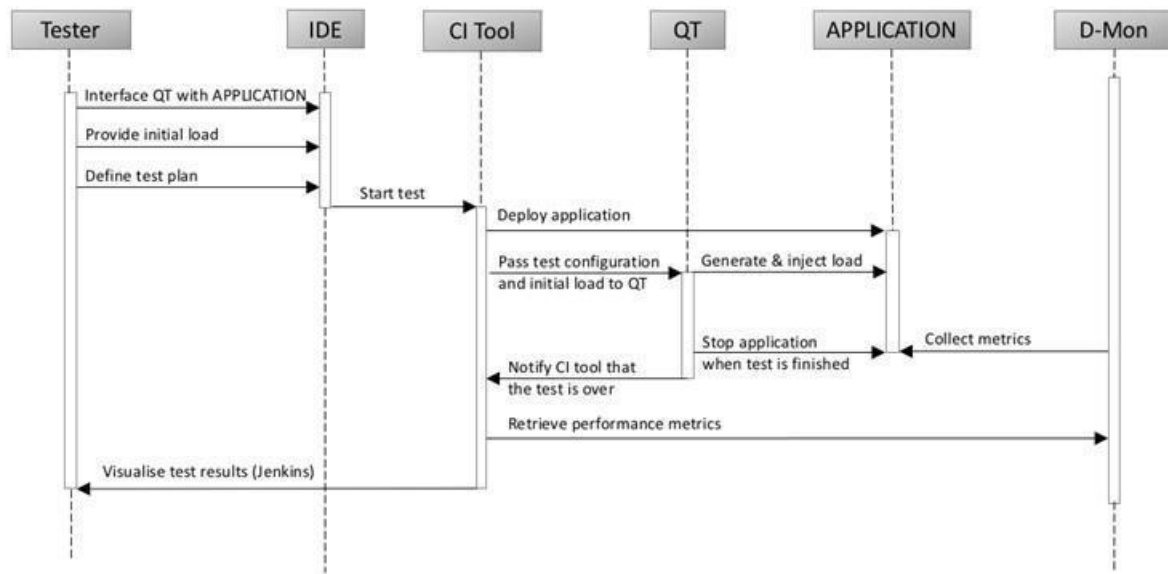 Tester
IDE
CI Tool
QT
APPLICATION
D-Mon
Interface QT with APPLICATION
Provide initial load
Define test plan
Start test
Deploy application
Pass test configuration
and initial load to QT
Generate & inject load
Stop application
when test is finished
Collect metrics
Notify CI tool that
the test is over
Retrieve performance metrics
Visualise test results (Jenkins)